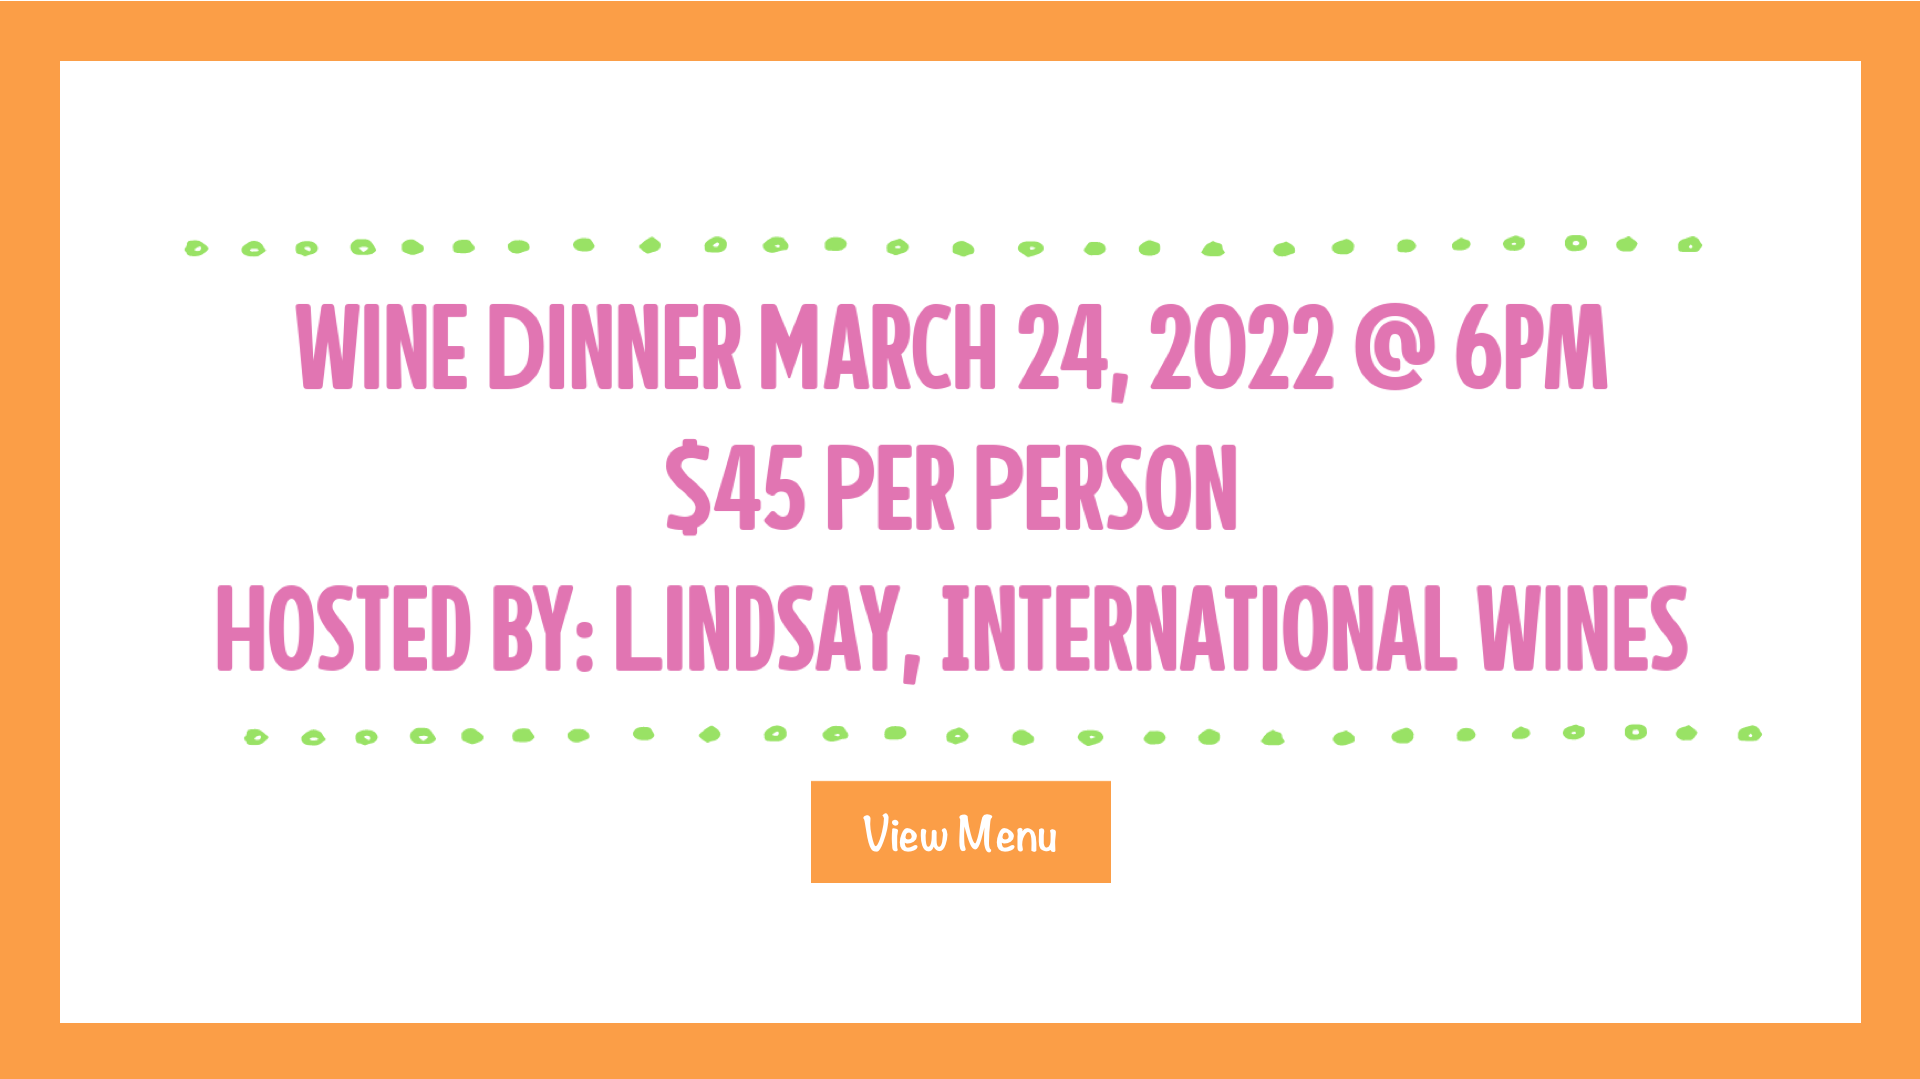 WINE DINNER MARCH 24, 2022 @ 6PM
$45 PER PERSON
HOSTED BY: LINDSAY, INTERNATIONAL WINES
View Menu